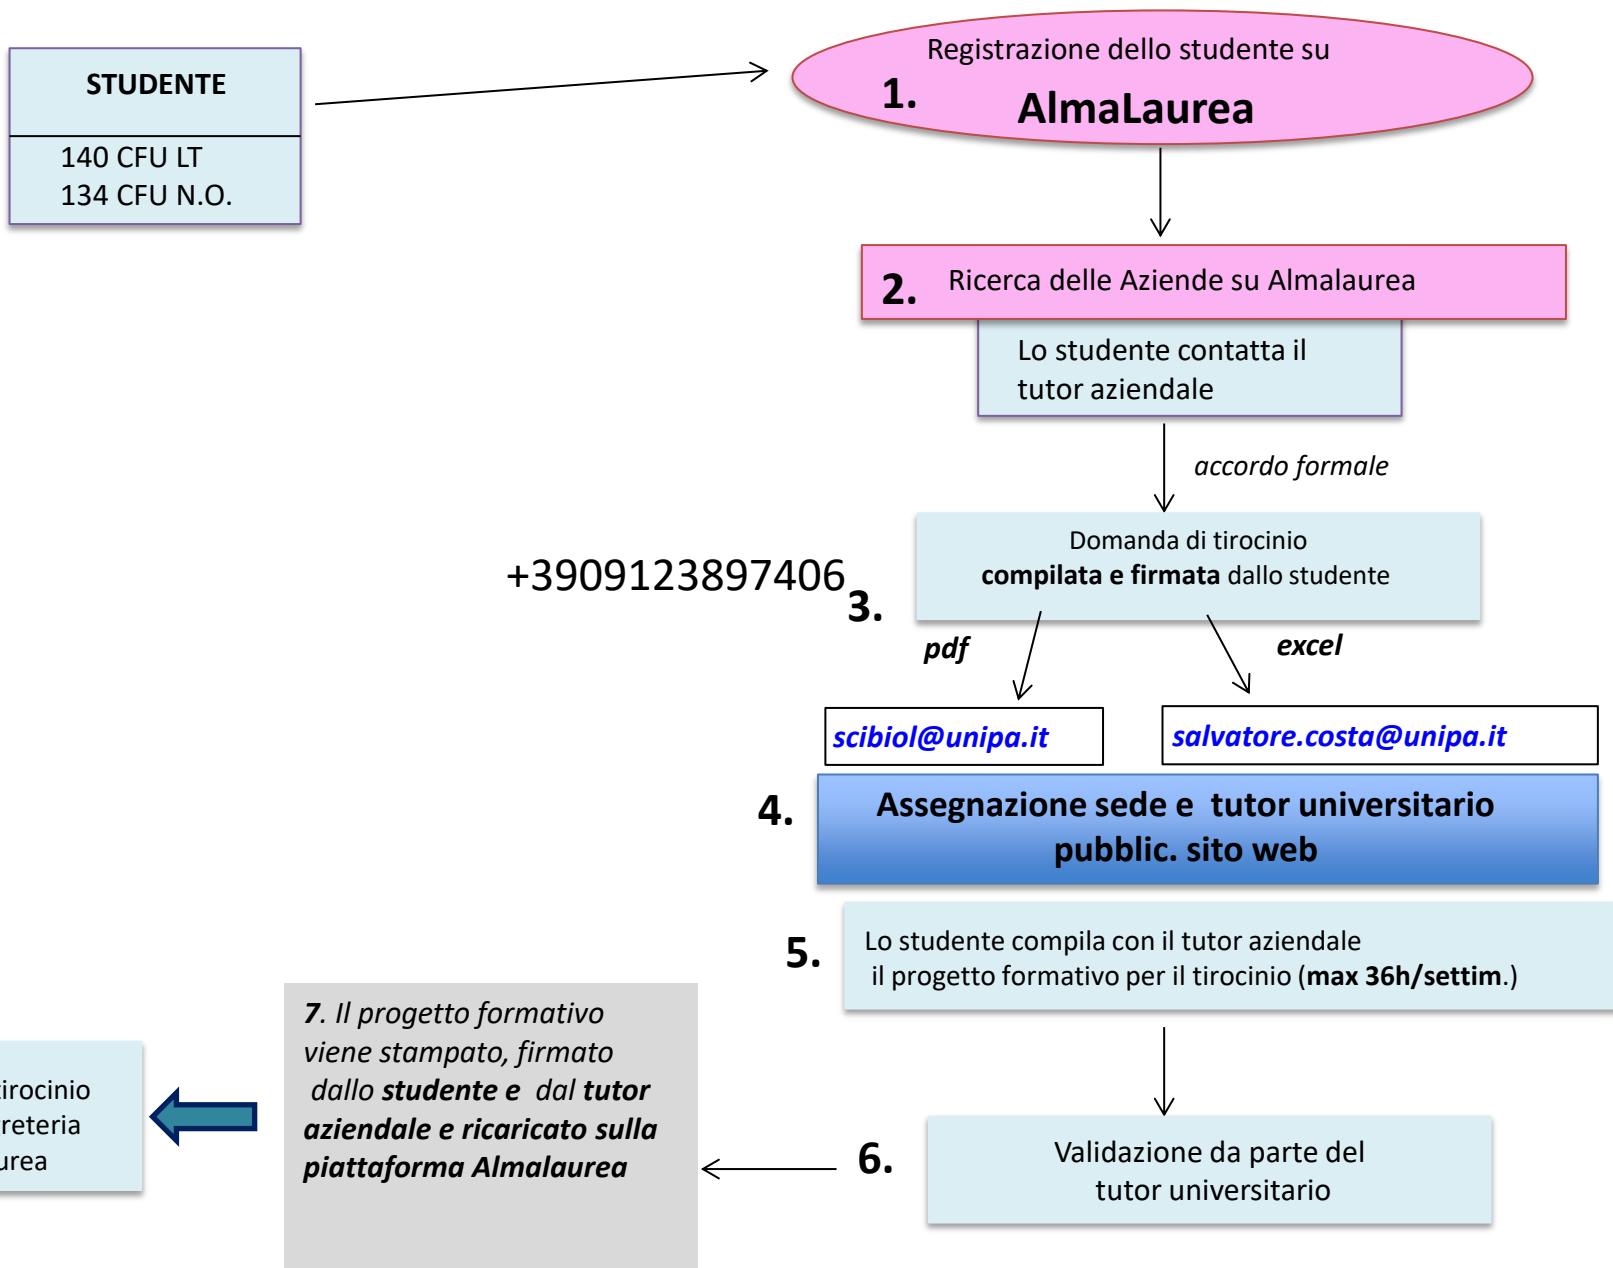 STUDENTE
140 CFU LT
134 CFU N.O.
Registrazione dello studente su
1. AlmaLaurea
2. Ricerca delle Aziende su Almalaurea
Lo studente contatta il
tutor aziendale
accordo formale
Domanda di tirocinio
compilata e firmata dallo studente
+3909123897406
3.
pdf
excel
scibiol@unipa.it
salvatore.costa@unipa.it
4. Assegnazione sede e tutor universitario
pubblic. sito web
5. Lo studente compila con il tutor aziendale
il progetto formativo per il tirocinio (max 36h/settim.)
6. Validazione da parte del
tutor universitario
7. Il progetto formativo
viene stampato, firmato
dallo studente e dal tutor
aziendale e ricaricato sulla
piattaforma Almalaurea
tirocinio